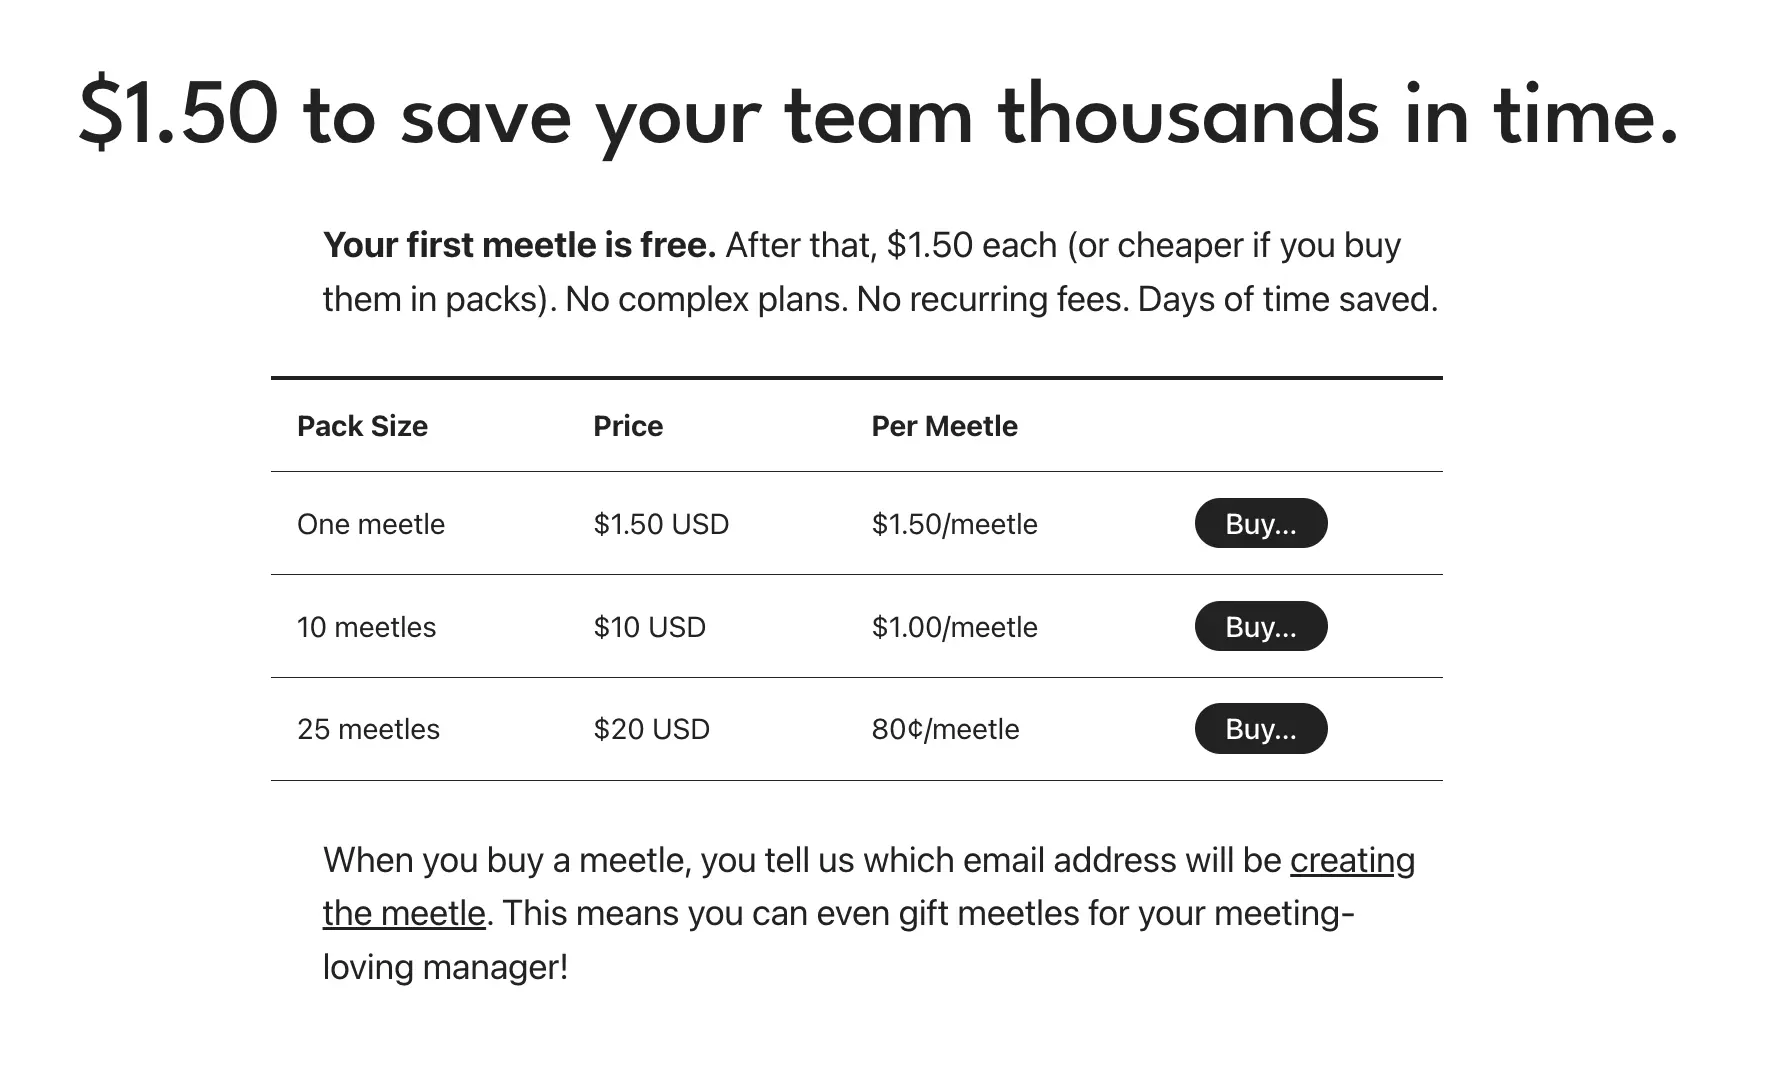 $1.50 to save your team thousands in time.
Your first meetle is free. After that, $1.50 each (or cheaper if you buy
them in packs). No complex plans. No recurring fees. Days of time saved.
Pack Size Price Per Meetle
One meetle $1.50 USD $1.50/meetle Buy...
10 meetles $10 USD $1.00/meetle Buy...
25 meetles $20 USD 80¢/meetle Buy...
When you buy a meetle, you tell us which email address will be creating
the meetle. This means you can even gift meetles for your meeting-
loving manager!